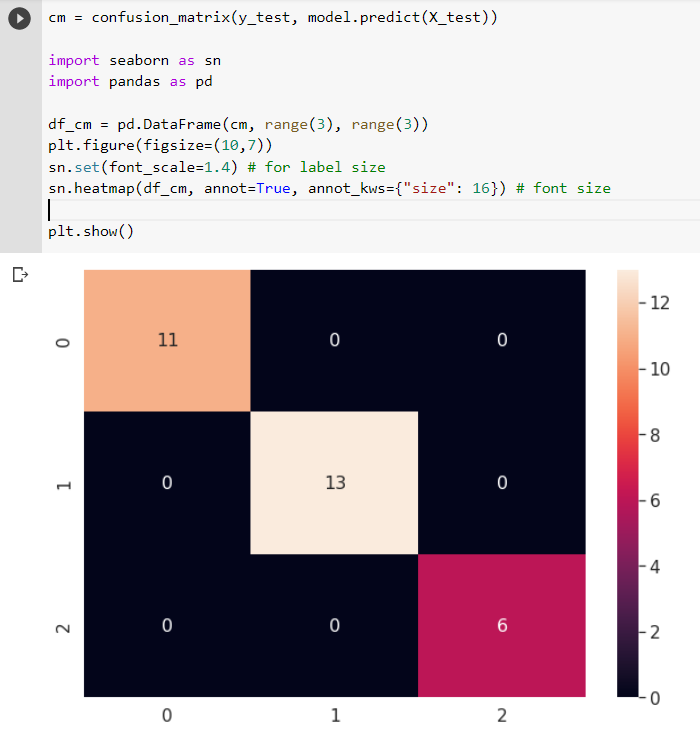 cm = confusion_matrix(y_test, model.predict(X_test))
import seaborn as sn
import pandas as pd
df_cm = pd.DataFrame(cm, range(3), range(3))
plt.figure(figsize=(10,7))
sn.set(font_scale=1.4) # for label size
sn.heatmap(df_cm, annot=True, annot_kws={"size": 16}) # font size
plt.show()
12
0 11 0 0
10
8
1 0 13 0
6
4
2 0 0 6
2
0
0 1 2